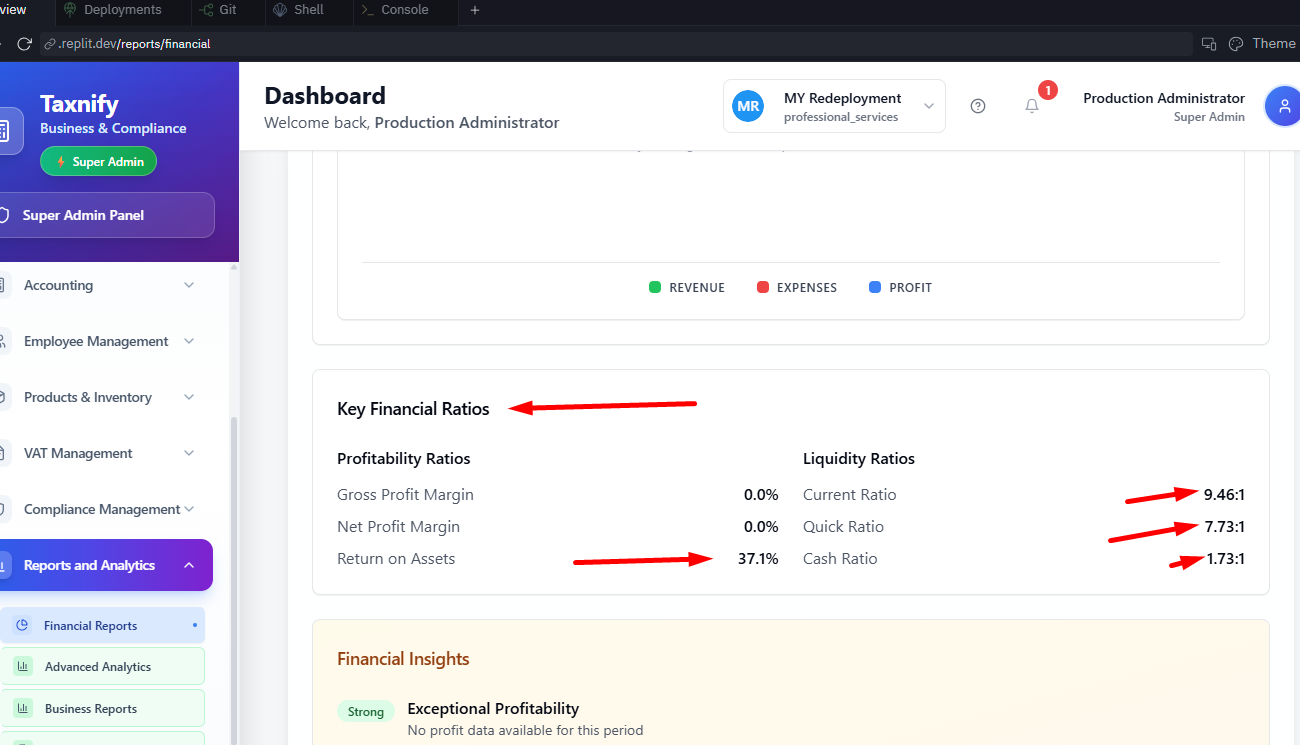 view Deployments Git Shell Console +
.replit.dev/reports/financial Theme
Taxnify
Business & Compliance
Super Admin
Super Admin Panel
Accounting
Employee Management
Products & Inventory
VAT Management
Compliance Management
Reports and Analytics
Financial Reports
Advanced Analytics
Business Reports
Dashboard
Welcome back, Production Administrator
MR
MY Redeployment
professional_services
1
Production Administrator
Super Admin
REVENUE EXPENSES PROFIT
Key Financial Ratios
Profitability Ratios
Gross Profit Margin 0.0%
Net Profit Margin 0.0%
Return on Assets 37.1%
Liquidity Ratios
Current Ratio 9.46:1
Quick Ratio 7.73:1
Cash Ratio 1.73:1
Financial Insights
Strong Exceptional Profitability
No profit data available for this period